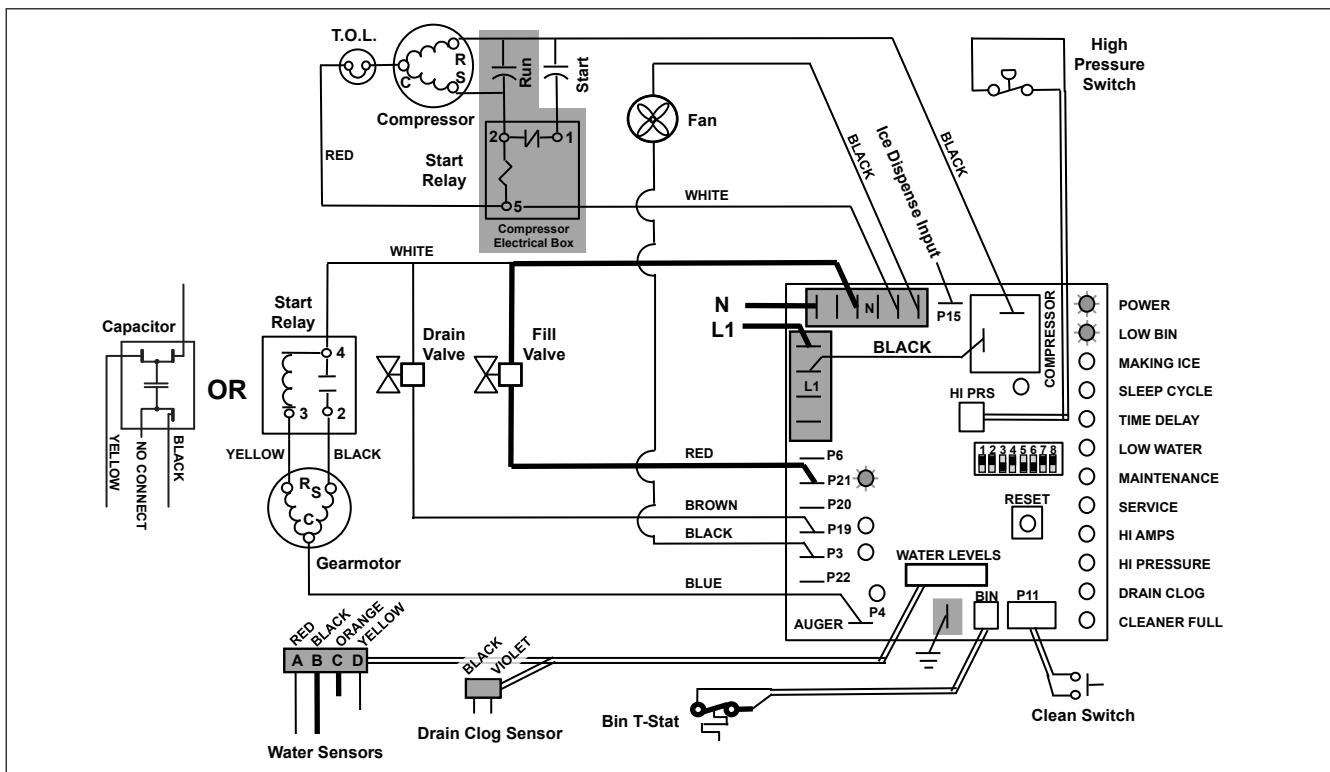 T.O.L.
R
S
C
Compressor
Run
Start
2
1
Start
Relay
5
Compressor
Electrical Box
RED
WHITE
Fan
BLACK
Ice Dispense Input
BLACK
High
Pressure
Switch
WHITE
Capacitor
YELLOW
NO CONNECT
BLACK
OR
Start
Relay
4
3
2
YELLOW
BLACK
R
S
C
Gearmotor
Drain
Valve
Fill
Valve
N
L1
N
L1
P15
BLACK
COMPRESSOR
HI PRS
1 2 3 4 5 6 7 8
RESET
RED
P6
P21
P20
BROWN
P19
BLACK
P3
P22
BLUE
P4
AUGER
WATER LEVELS
BIN
P11
POWER
LOW BIN
MAKING ICE
SLEEP CYCLE
TIME DELAY
LOW WATER
MAINTENANCE
SERVICE
HI AMPS
HI PRESSURE
DRAIN CLOG
CLEANER FULL
RED
BLACK
ORANGE
YELLOW
A B C D
Water Sensors
BLACK
VIOLET
Drain Clog Sensor
Bin T-Stat
Clean Switch